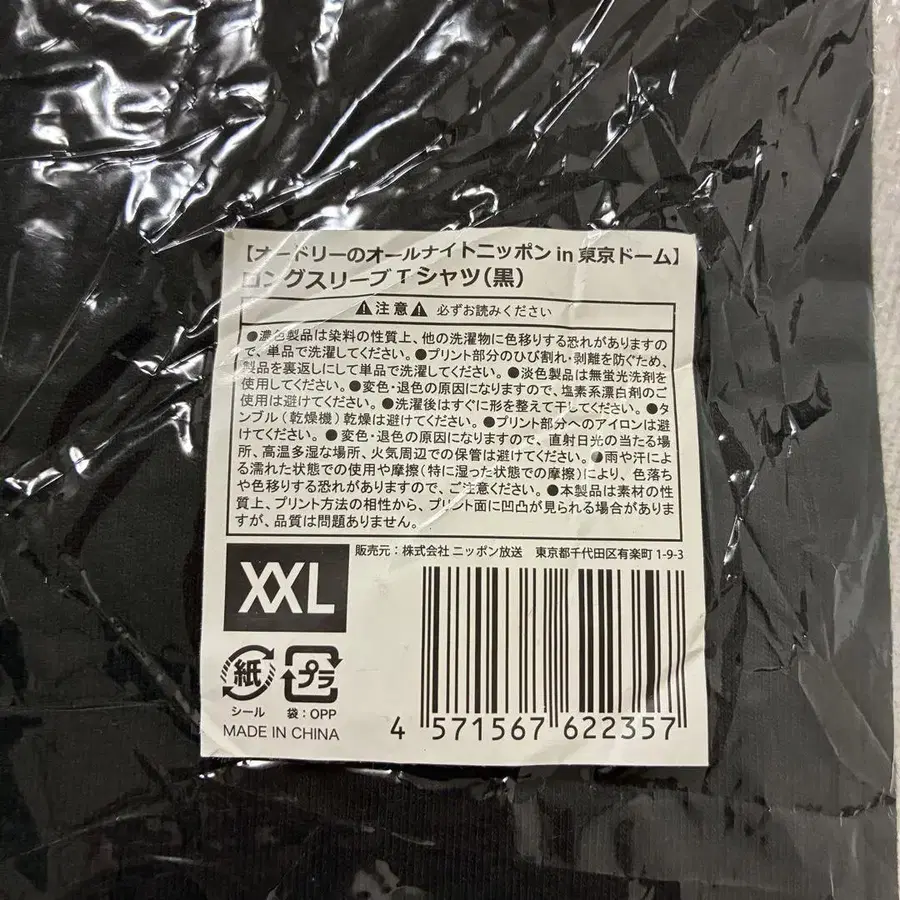 【オードリーのオールナイトニッポン in 東京ドーム】
ロングスリーブTシャツ(黒)
⚠注意⚠ 必ずお読みください
●濃色製品は染料の性質上、他の洗濯物に色移りする恐れがありますの
で、単品で洗濯してください。●プリント部分のひび割れ・剥離を防ぐため、
製品を裏返しにして単品で洗濯してください。●淡色製品は無蛍光洗剤を
使用してください。●変色・退色の原因になりますので、塩素系漂白剤のご
使用は避けてください。●洗濯後はすぐに形を整えて干してください。●タ
ンブル(乾燥機)乾燥は避けてください。●プリント部分へのアイロンは避
けてください。●変色・退色の原因になりますので、直射日光の当たる場
所、高温多湿な場所、火気周辺での保管は避けてください。●雨や汗によ
る濡れた状態での使用や摩擦(特に湿った状態での摩擦)により、色落ち
や色移りする恐れがありますので、ご注意ください。●本製品は素材の性
質上、プリント方法の相性から、プリント面に凹凸が見られる場合があり
ますが、品質は問題ありません。
販売元：株式会社 ニッポン放送 東京都千代田区有楽町 1-9-3
XXL
紙 プラ
シール 袋：OPP
MADE IN CHINA
4 571567 622357